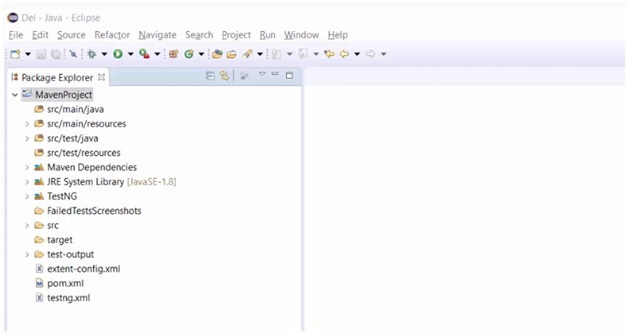 Del - Java - Eclipse
File Edit Source Refactor Navigate Search Project Run Window Help
Package Explorer
MavenProject
src/main/java
src/main/resources
src/test/java
src/test/resources
Maven Dependencies
JRE System Library [JavaSE-1.8]
TestNG
FailedTestsScreenshots
src
target
test-output
extent-config.xml
pom.xml
testng.xml